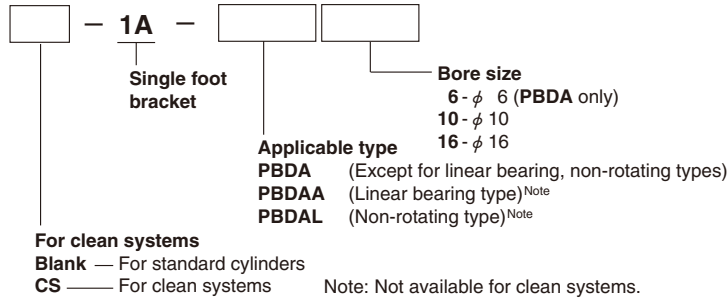 – 1A –
Single foot
bracket
Bore size
6 - ϕ 6 (PBDA only)
10 - ϕ 10
16 - ϕ 16
Applicable type
PBDA (Except for linear bearing, non-rotating types)
PBDAA (Linear bearing type)Note
PBDAL (Non-rotating type)Note
For clean systems
Blank — For standard cylinders
CS —— For clean systems
Note: Not available for clean systems.